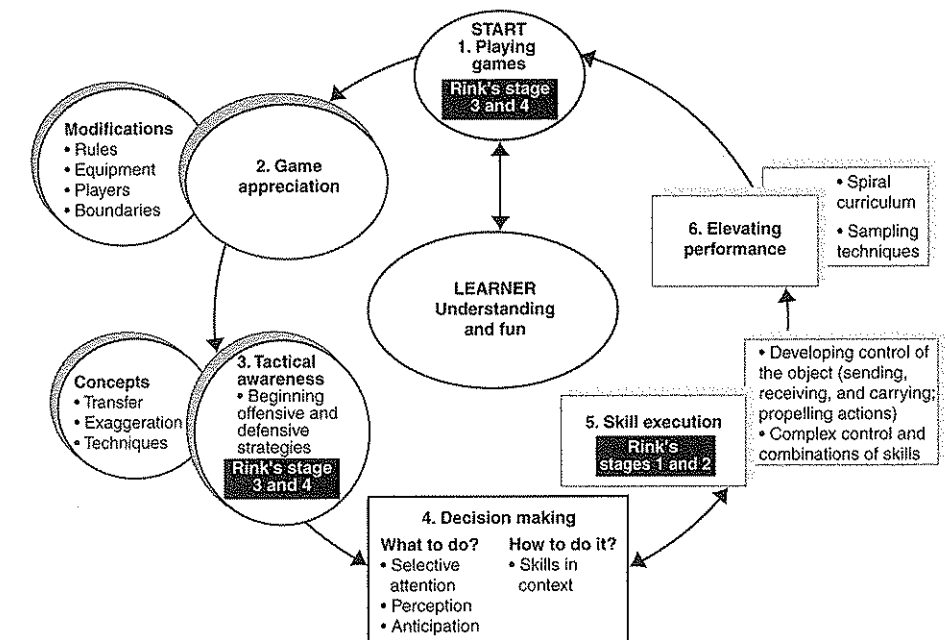 START
1. Playing
games
Rink's stage
3 and 4
Modifications
• Rules
• Equipment
• Players
• Boundaries
2. Game
appreciation
LEARNER
Understanding
and fun
6. Elevating
performance
• Spiral
curriculum
• Sampling
techniques
Concepts
• Transfer
• Exaggeration
• Techniques
3. Tactical
awareness
• Beginning
offensive and
defensive
strategies
Rink's stage
3 and 4
5. Skill execution
Rink's
stages 1 and 2
• Developing control of
the object (sending,
receiving, and carrying;
propelling actions)
• Complex control and
combinations of skills
4. Decision making
What to do?
• Selective
attention
• Perception
• Anticipation
How to do it?
• Skills in
context